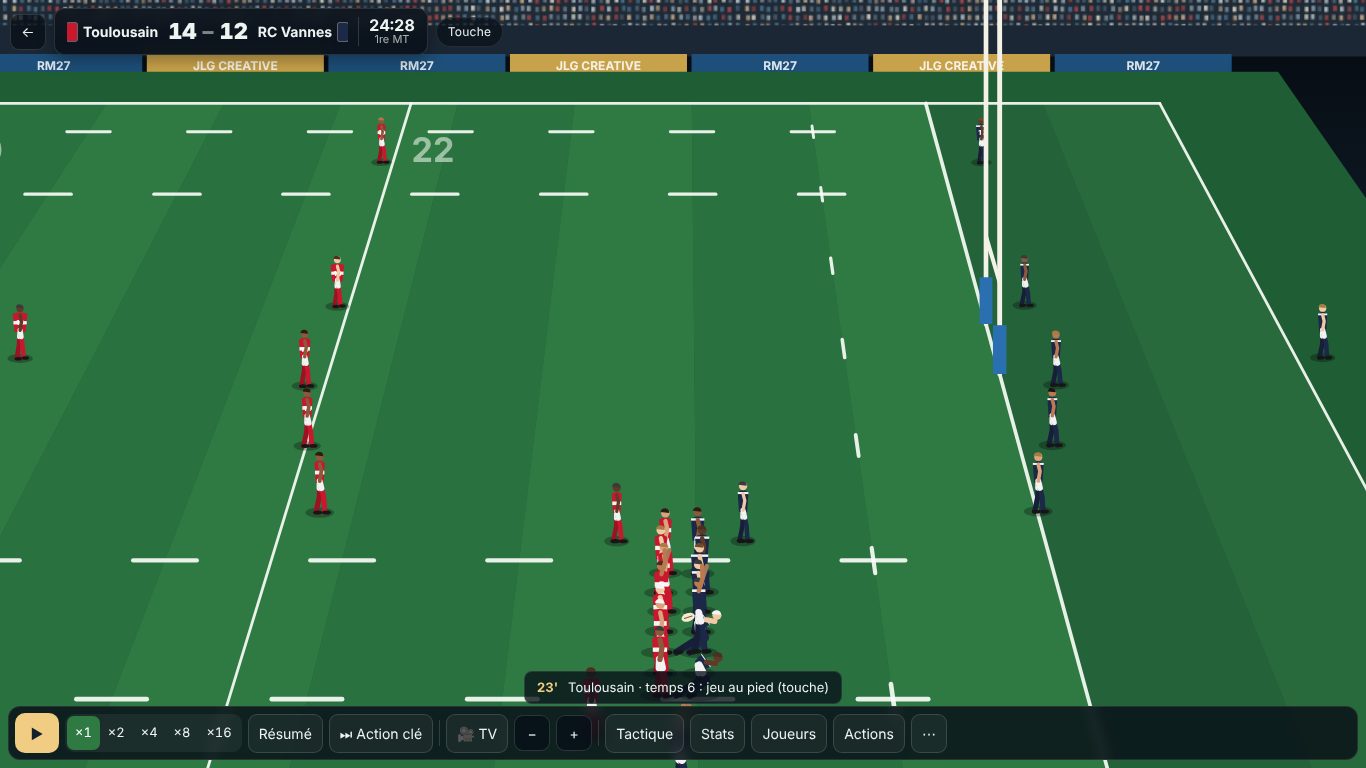 ←
Toulousain 14 – 12 RC Vannes
24:28
1re MT
Touche
RM27 JLG CREATIVE RM27 JLG CREATIVE RM27 JLG CREATIVE RM27
22
23' Toulousain · temps 6 : jeu au pied (touche)
▶ ×1 ×2 ×4 ×8 ×16 Résumé ⏭ Action clé 🎥 TV − + Tactique Stats Joueurs Actions ⋯